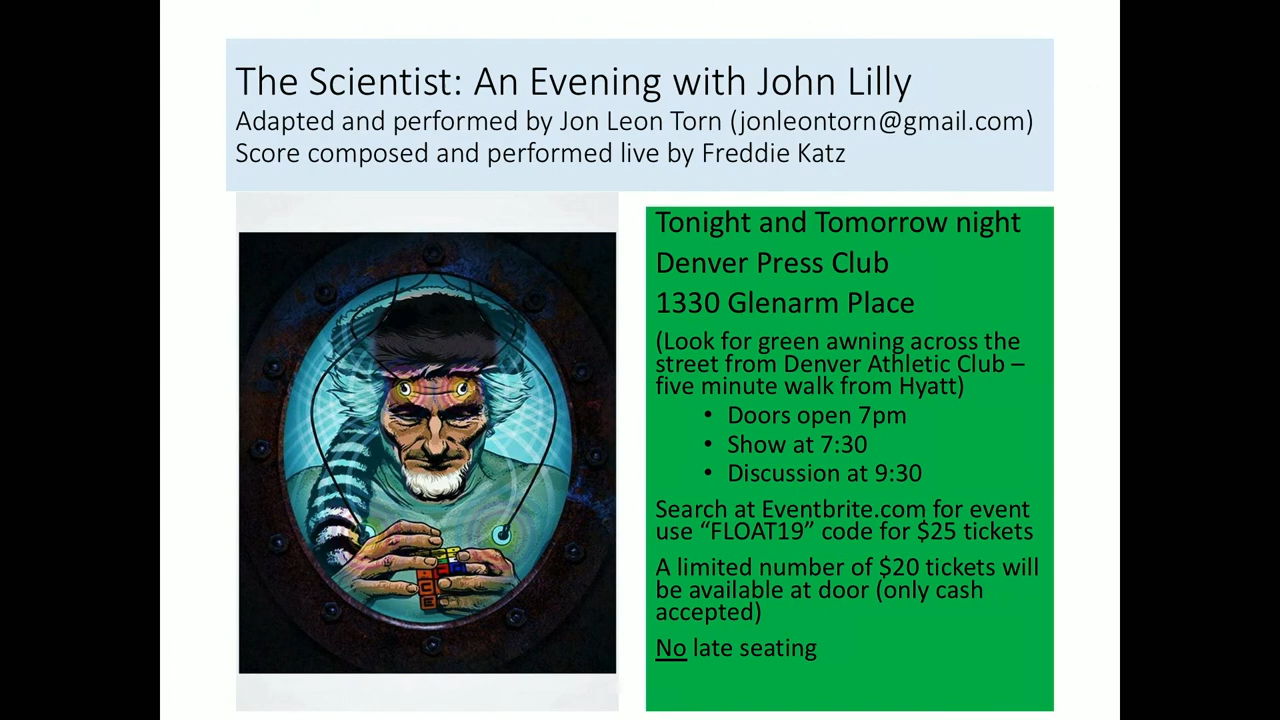 The Scientist: An Evening with John Lilly
Adapted and performed by Jon Leon Torn (jonleontorn@gmail.com)
Score composed and performed live by Freddie Katz
Tonight and Tomorrow night
Denver Press Club
1330 Glenarm Place
(Look for green awning across the
street from Denver Athletic Club –
five minute walk from Hyatt)
• Doors open 7pm
• Show at 7:30
• Discussion at 9:30
Search at Eventbrite.com for event
use “FLOAT19” code for $25 tickets
A limited number of $20 tickets will
be available at door (only cash
accepted)
No late seating